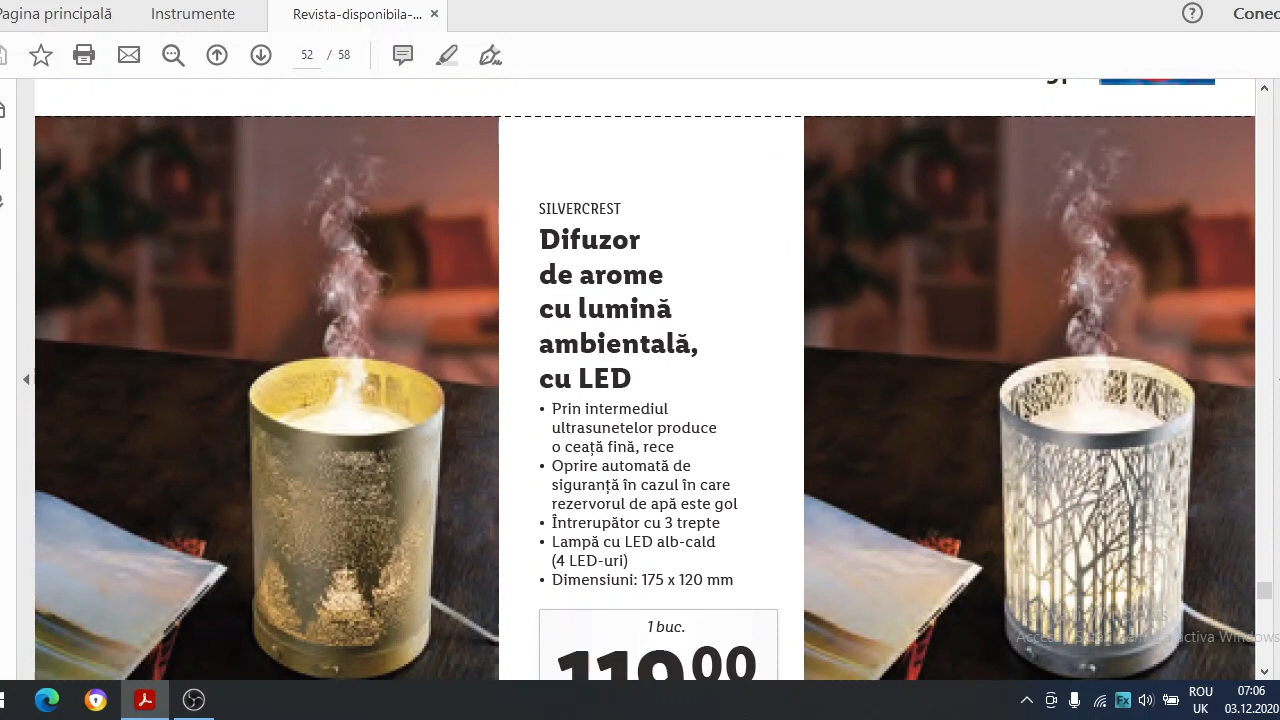 Pagina principală
Instrumente
Revista-disponibila-... ×
Conec
52 / 58
SILVERCREST
Difuzor
de arome
cu lumină
ambientală,
cu LED
• Prin intermediul
ultrasunetelor produce
o ceață fină, rece
• Oprire automată de
siguranță în cazul în care
rezervorul de apă este gol
• Întrerupător cu 3 trepte
• Lampă cu LED alb-cald
(4 LED-uri)
• Dimensiuni: 175 x 120 mm
1 buc.
11900
ROU
UK
07:06
03.12.2020